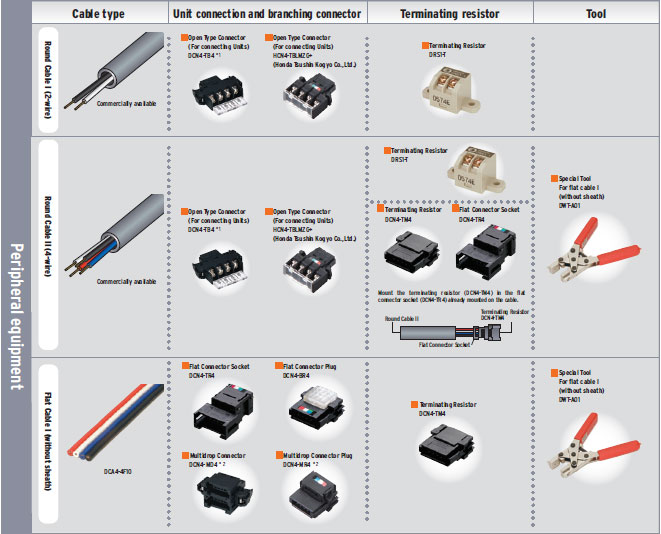 Cable type
Unit connection and branching connector
Terminating resistor
Tool
Peripheral equipment
Round Cable I (2-wire)
Commercially available
Open Type Connector
(For connecting Units)
DCN4-TB4 *1
Open Type Connector
(For connecting Units)
HCN4-TBLMZG+
(Honda Tsushin Kogyo Co., Ltd.)
Terminating Resistor
DRS1-T
Round Cable II (4-wire)
Commercially available
Open Type Connector
(For connecting Units)
DCN4-TB4 *1
Open Type Connector
(For connecting Units)
HCN4-TBLMZG+
(Honda Tsushin Kogyo Co., Ltd.)
Terminating Resistor
DRS1-T
Terminating Resistor
DCN4-TM4
Flat Connector Socket
DCN4-TR4
Mount the terminating resistor (DCN4-TM4) in the flat
connector socket (DCN4-TR4) already mounted on the cable.
Round Cable II
Terminating Resistor
DCN4-TM4
Flat Connector Socket
Special Tool
For flat cable I
(without sheath)
DWT-A01
Flat Cable I (without sheath)
DCA4-4F10
Flat Connector Socket
DCN4-TR4
Flat Connector Plug
DCN4-BR4
Multidrop Connector
DCN4-MD4 *2
Multidrop Connector Plug
DCN4-MR4 *2
Terminating Resistor
DCN4-TM4
Special Tool
For flat cable I
(without sheath)
DWT-A01